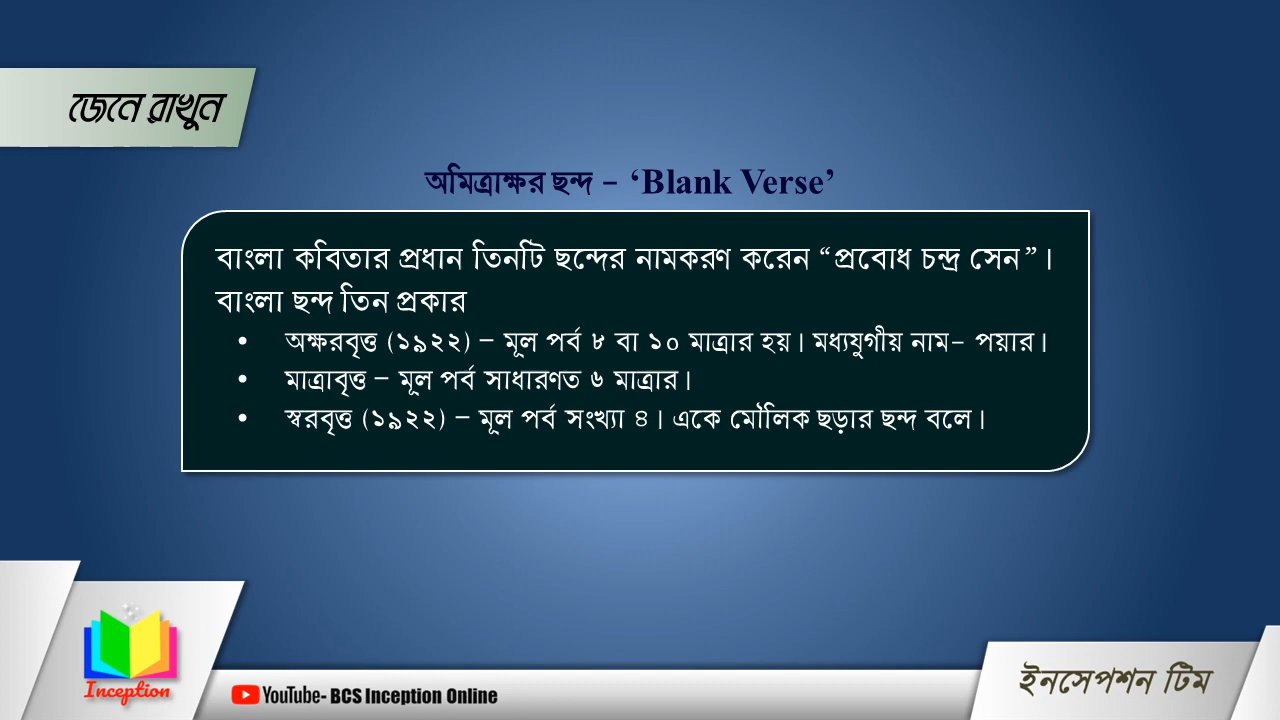 জেনে রাখুন
অমিত্রাক্ষর ছন্দ – ‘Blank Verse’
বাংলা কবিতার প্রধান তিনটি ছন্দের নামকরণ করেন “প্রবোধ চন্দ্র সেন”।
বাংলা ছন্দ তিন প্রকার
• অক্ষরবৃত্ত (১৯২২) – মূল পর্ব ৮ বা ১০ মাত্রার হয়। মধ্যযুগীয় নাম– পয়ার।
• মাত্রাবৃত্ত – মূল পর্ব সাধারণত ৬ মাত্রার।
• স্বরবৃত্ত (১৯২২) – মূল পর্ব সংখ্যা ৪। একে মৌলিক ছড়ার ছন্দ বলে।
Inception
YouTube- BCS Inception Online
ইনসেপশন টিম